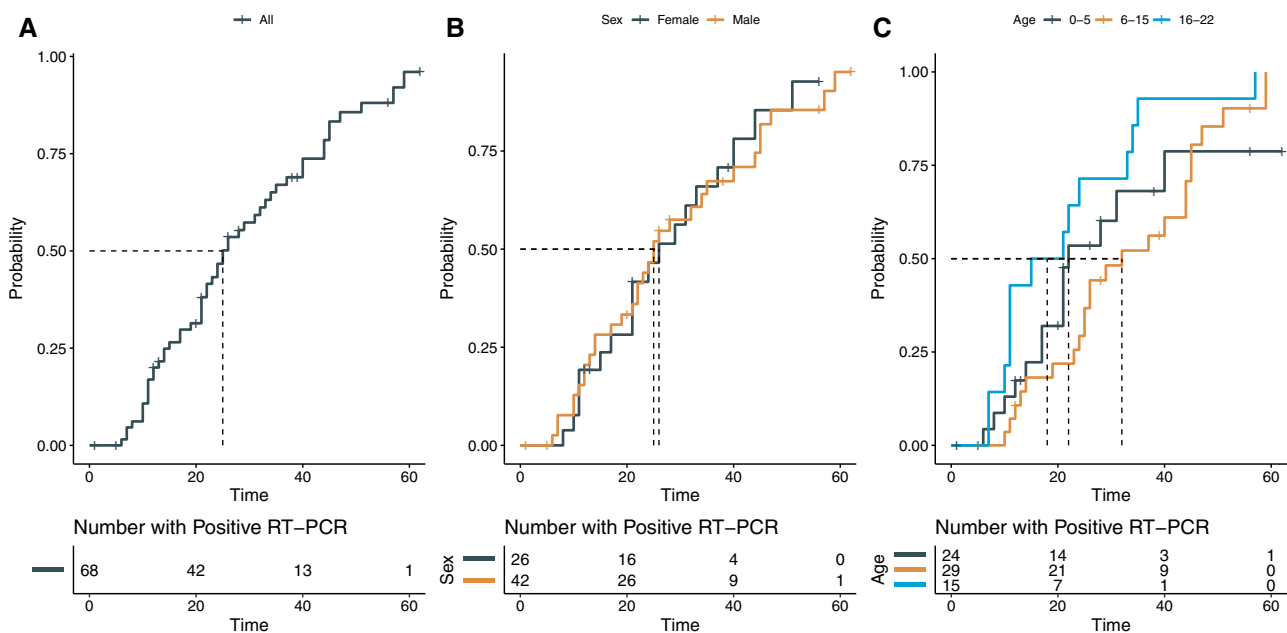 A
All
Probability
1.00
0.75
0.50
0.25
0.00
0 20 40 60
Time
Number with Positive RT−PCR
68 42 13 1
0 20 40 60
Time
B
Sex Female Male
Probability
0.75
0.50
0.25
0.00
0 20 40 60
Time
Number with Positive RT−PCR
Sex
26 16 4 0
42 26 9 1
0 20 40 60
Time
C
Age 0−5 6−15 16−22
Probability
1.00
0.75
0.50
0.25
0.00
0 20 40 60
Time
Number with Positive RT−PCR
Age
24 14 3 1
29 21 9 0
15 7 1 0
0 20 40 60
Time